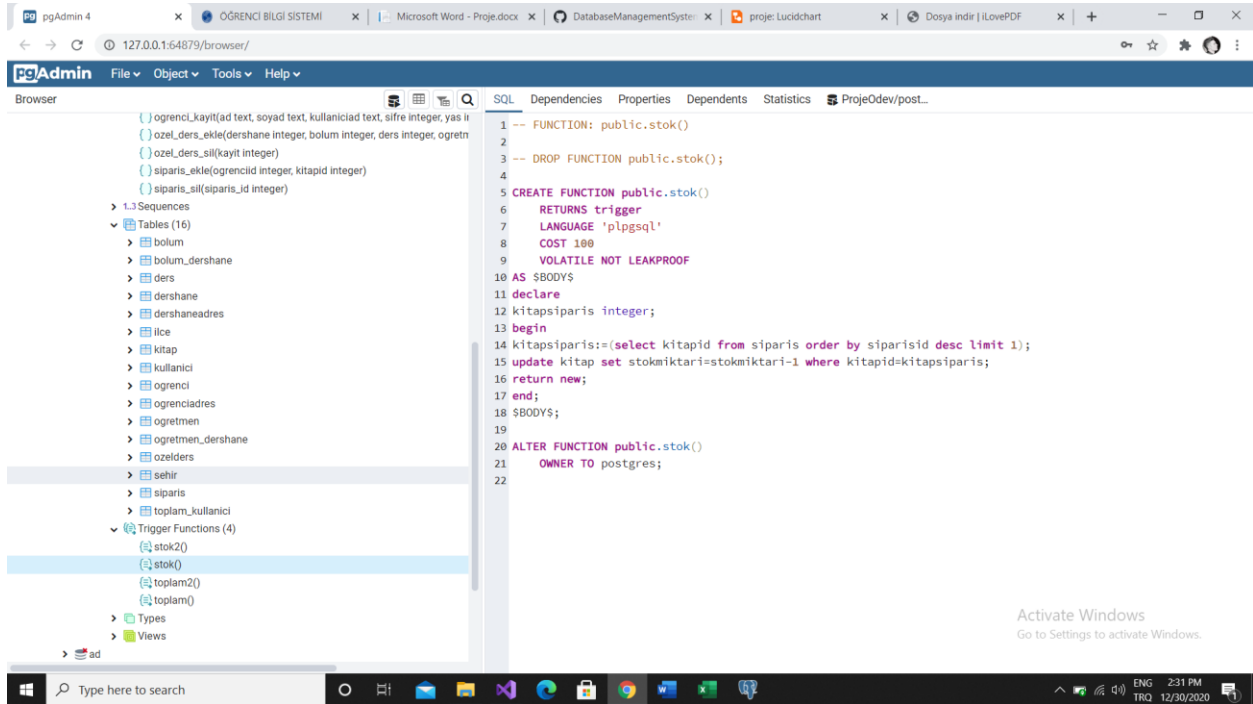 pgAdmin 4
ÖĞRENCİ BİLGİ SİSTEMİ
Microsoft Word - Proje.docx
DatabaseManagementSyster
proje: Lucidchart
Dosya indir | iLovePDF
127.0.0.1:64879/browser/
pgAdmin File Object Tools Help
Browser
SQL Dependencies Properties Dependents Statistics ProjeOdev/post...
ogrenci_kayit(ad text, soyad text, kullaniciad text, sifre integer, yas i
ozel_ders_ekle(dershane integer, bolum integer, ders integer, ogretm
ozel_ders_sil(kayit integer)
siparis_ekle(ogrenciid integer, kitapid integer)
siparis_sil(siparis_id integer)
1..3 Sequences
Tables (16)
bolum
bolum_dershane
ders
dershane
dershaneadres
ilce
kitap
kullanici
ogrenci
ogrenciadres
ogretmen
ogretmen_dershane
ozelders
sehir
siparis
toplam_kullanici
Trigger Functions (4)
stok2()
stok()
toplam2()
toplam()
Types
Views
ad
1 -- FUNCTION: public.stok()
2
3 -- DROP FUNCTION public.stok();
4
5 CREATE FUNCTION public.stok()
6 RETURNS trigger
7 LANGUAGE 'plpgsql'
8 COST 100
9 VOLATILE NOT LEAKPROOF
10 AS $BODY$
11 declare
12 kitapsiparis integer;
13 begin
14 kitapsiparis:=(select kitapid from siparis order by siparisid desc limit 1);
15 update kitap set stokmiktari=stokmiktari-1 where kitapid=kitapsiparis;
16 return new;
17 end;
18 $BODY$;
19
20 ALTER FUNCTION public.stok()
21 OWNER TO postgres;
22
Activate Windows
Go to Settings to activate Windows.
Type here to search
ENG 2:31 PM
TRQ 12/30/2020